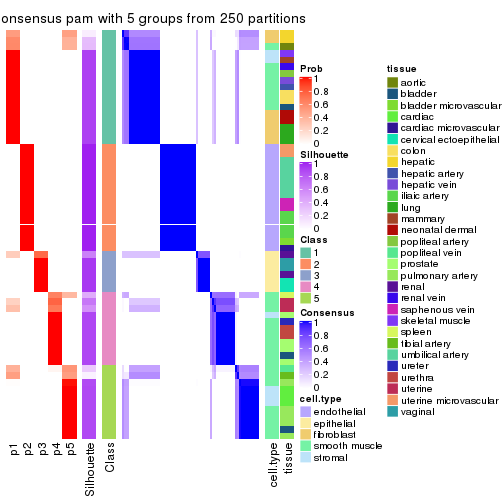 onsensus pam with 5 groups from 250 partitions
p1
p2
p3
p4
p5
Silhouette
Class
cell.type
tissue
Prob
1
0.8
0.6
0.4
0.2
0
Silhouette
1
0.8
0.6
0.4
0.2
0
Class
1
2
3
4
5
Consensus
1
0.8
0.6
0.4
0.2
0
cell.type
endothelial
epithelial
fibroblast
smooth muscle
stromal
tissue
aortic
bladder
bladder microvascular
cardiac
cardiac microvascular
cervical ectoepithelial
colon
hepatic
hepatic artery
hepatic vein
iliaic artery
lung
mammary
neonatal dermal
popliteal artery
popliteal vein
prostate
pulmonary artery
renal
renal vein
saphenous vein
skeletal muscle
spleen
tibial artery
umbilical artery
ureter
urethra
uterine
uterine microvascular
vaginal